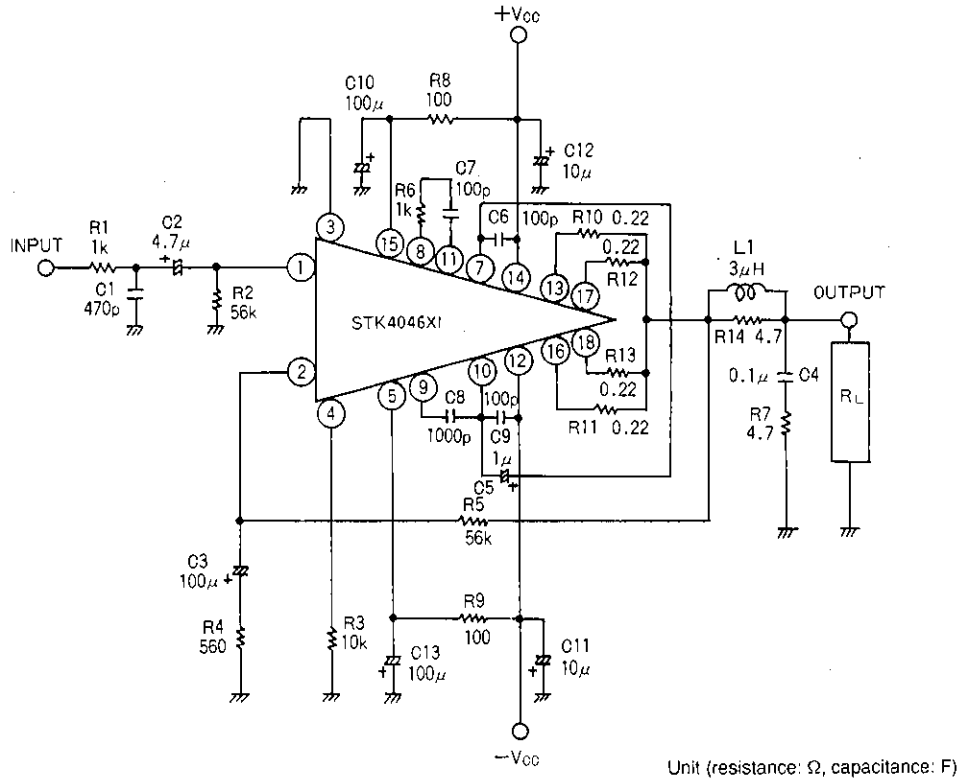 +VCC
C10
100μ
R8
100
C12
10μ
C7
100p
R6
1k
C6
100p
R10 0.22
0.22
R12
3
15
8
11
7
14
13
17
INPUT
R1
1k
C2
4.7μ
+
C1
470p
R2
56k
1
STK4046XI
L1
3μH
OUTPUT
R14 4.7
2
4
5
9
10
12
16
18
R13
0.22
R11 0.22
0.1μ
C4
R7
4.7
RL
C8
1000p
100p
C9
1μ
C5
+
R5
56k
C3
100μ
+
R4
560
R3
10k
R9
100
C13
100μ
+
C11
10μ
+
-VCC
Unit (resistance: Ω, capacitance: F)